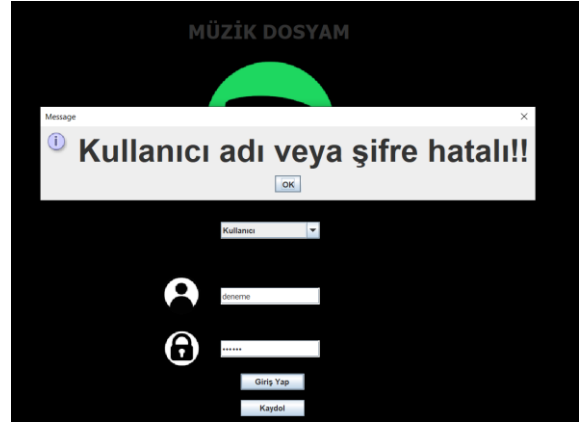 MÜZİK DOSYAM
Message
Kullanıcı adı veya şifre hatalı!!
OK
Kullanıcı
deneme
••••••
Giriş Yap
Kaydol